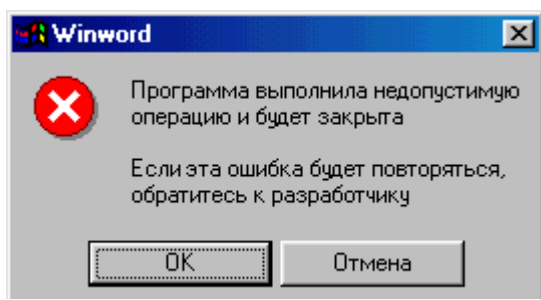 Winword
Программа выполнила недопустимую
операцию и будет закрыта
Если эта ошибка будет повторяться,
обратитесь к разработчику
OK
Отмена